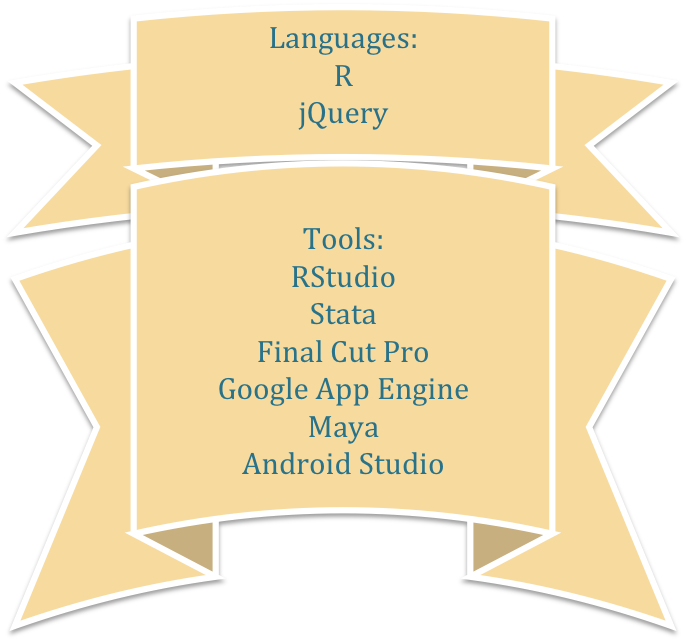 Languages:
R
jQuery
Tools:
RStudio
Stata
Final Cut Pro
Google App Engine
Maya
Android Studio